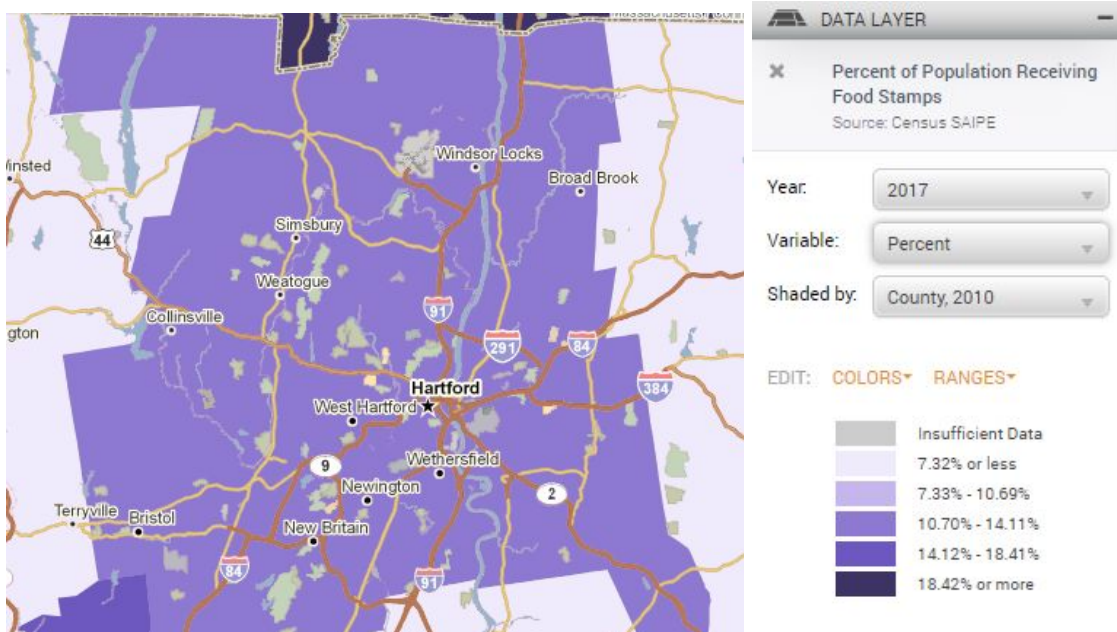 Windsor Locks
Broad Brook
Simsbury
44
Weatogue
Collinsville
91
291
84
384
Hartford
West Hartford
9
Wethersfield
Newington
2
Terryville
Bristol
New Britain
84
91
DATA LAYER
Percent of Population Receiving
Food Stamps
Source: Census SAIPE
Year:
2017
Variable:
Percent
Shaded by:
County, 2010
EDIT:
COLORS
RANGES
Insufficient Data
7.32% or less
7.33% - 10.69%
10.70% - 14.11%
14.12% - 18.41%
18.42% or more